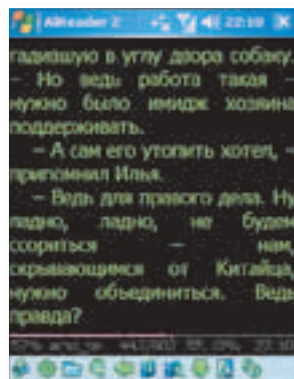 AlReader 2 22:10
гадившую в углу двора собаку.
– Но ведь работа такая –
нужно было имидж хозяина
поддерживать.
– А сам его утопить хотел, –
припомнил Илья.
– Ведь для правого дела. Ну
ладно, ладно, не будем
ссориться – нам,
скрывающимся от Китайца,
нужно объединиться. Ведь
правда?